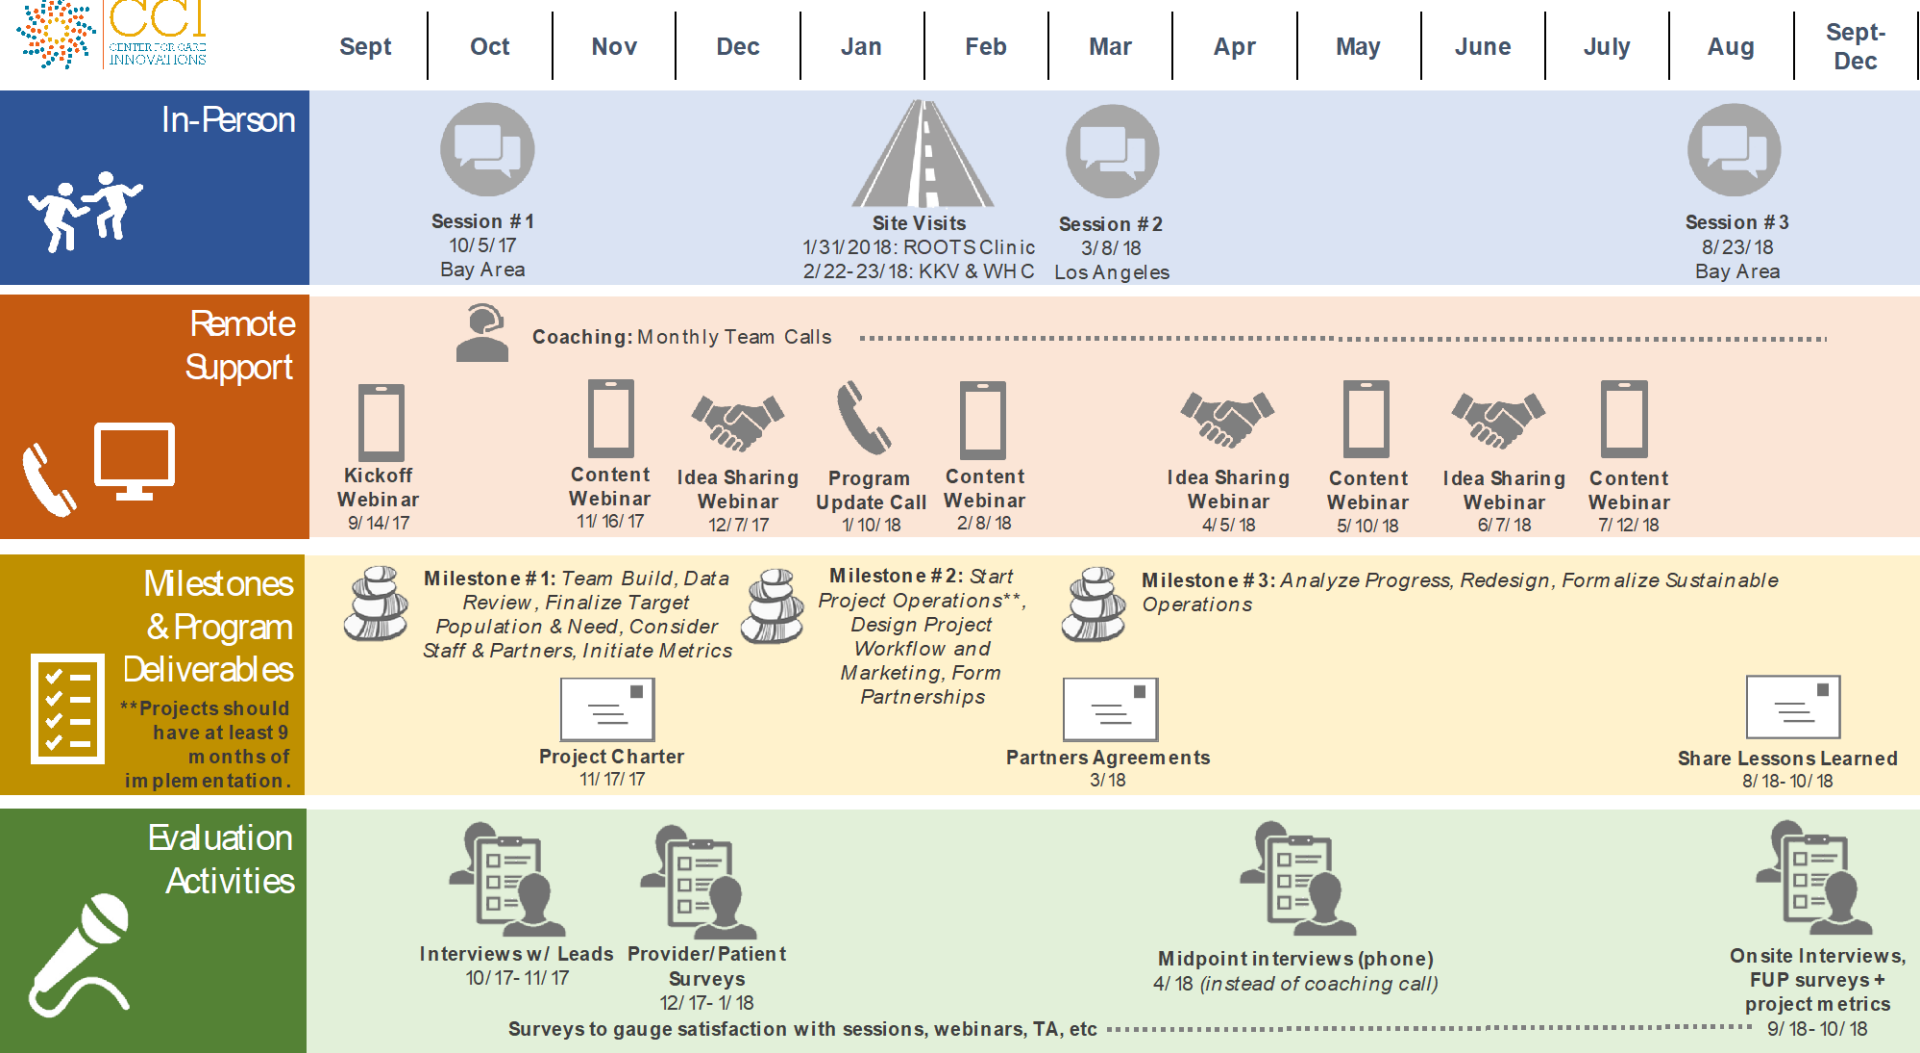 CCI
CENTER FOR CARE
INNOVATIONS
Sept
Oct
Nov
Dec
Jan
Feb
Mar
Apr
May
June
July
Aug
Sept-
Dec
In-Person
Session #1
10/5/17
Bay Area
Site Visits
1/31/2018: ROOTS Clinic
2/22-23/18: KKV & WHC
Session #2
3/8/18
Los Angeles
Session #3
8/23/18
Bay Area
Remote
Support
Coaching: Monthly Team Calls
Kickoff
Webinar
9/14/17
Content
Webinar
11/16/17
Idea Sharing
Webinar
12/7/17
Program
Update Call
1/10/18
Content
Webinar
2/8/18
Idea Sharing
Webinar
4/5/18
Content
Webinar
5/10/18
Idea Sharing
Webinar
6/7/18
Content
Webinar
7/12/18
Milestones
& Program
Deliverables
**Projects should
have at least 9
months of
implementation.
Milestone #1: Team Build, Data
Review, Finalize Target
Population & Need, Consider
Staff & Partners, Initiate Metrics
Milestone #2: Start
Project Operations**,
Design Project
Workflow and
Marketing, Form
Partnerships
Milestone #3: Analyze Progress, Redesign, Formalize Sustainable
Operations
Project Charter
11/17/17
Partners Agreements
3/18
Share Lessons Learned
8/18-10/18
Evaluation
Activities
Interviews w/ Leads
10/17-11/17
Provider/Patient
Surveys
12/17-1/18
Midpoint interviews (phone)
4/18 (instead of coaching call)
Onsite Interviews,
FUP surveys +
project metrics
9/18-10/18
Surveys to gauge satisfaction with sessions, webinars, TA, etc